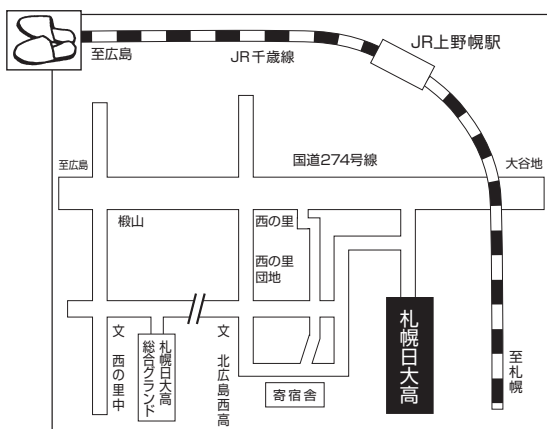 JR上野幌駅
至広島
JR千歳線
至広島
国道274号線
大谷地
椴山
西の里
西の里
団地
札幌日大高
至札幌
文 西の里中
札幌日大高
総合グランド
文 北広島西高
寄宿舎